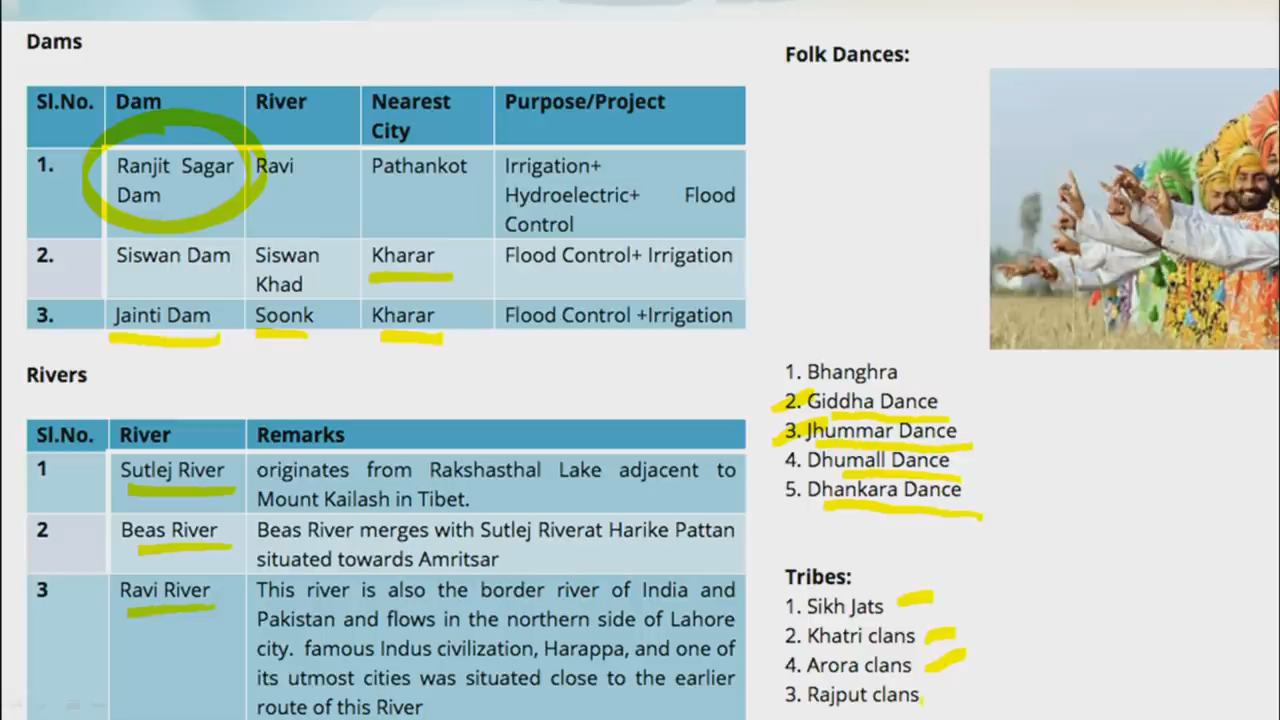 Dams
Sl.No. Dam River Nearest City Purpose/Project
1. Ranjit Sagar Dam Ravi Pathankot Irrigation+ Hydroelectric+ Flood Control
2. Siswan Dam Siswan Khad Kharar Flood Control+ Irrigation
3. Jainti Dam Soonk Kharar Flood Control +Irrigation
Rivers
Sl.No. River Remarks
1 Sutlej River originates from Rakshasthal Lake adjacent to
Mount Kailash in Tibet.
2 Beas River Beas River merges with Sutlej Riverat Harike Pattan
situated towards Amritsar
3 Ravi River This river is also the border river of India and
Pakistan and flows in the northern side of Lahore
city. famous Indus civilization, Harappa, and one of
its utmost cities was situated close to the earlier
route of this River
Folk Dances:
1. Bhanghra
2. Giddha Dance
3. Jhummar Dance
4. Dhumall Dance
5. Dhankara Dance
Tribes:
1. Sikh Jats
2. Khatri clans
4. Arora clans
3. Rajput clans